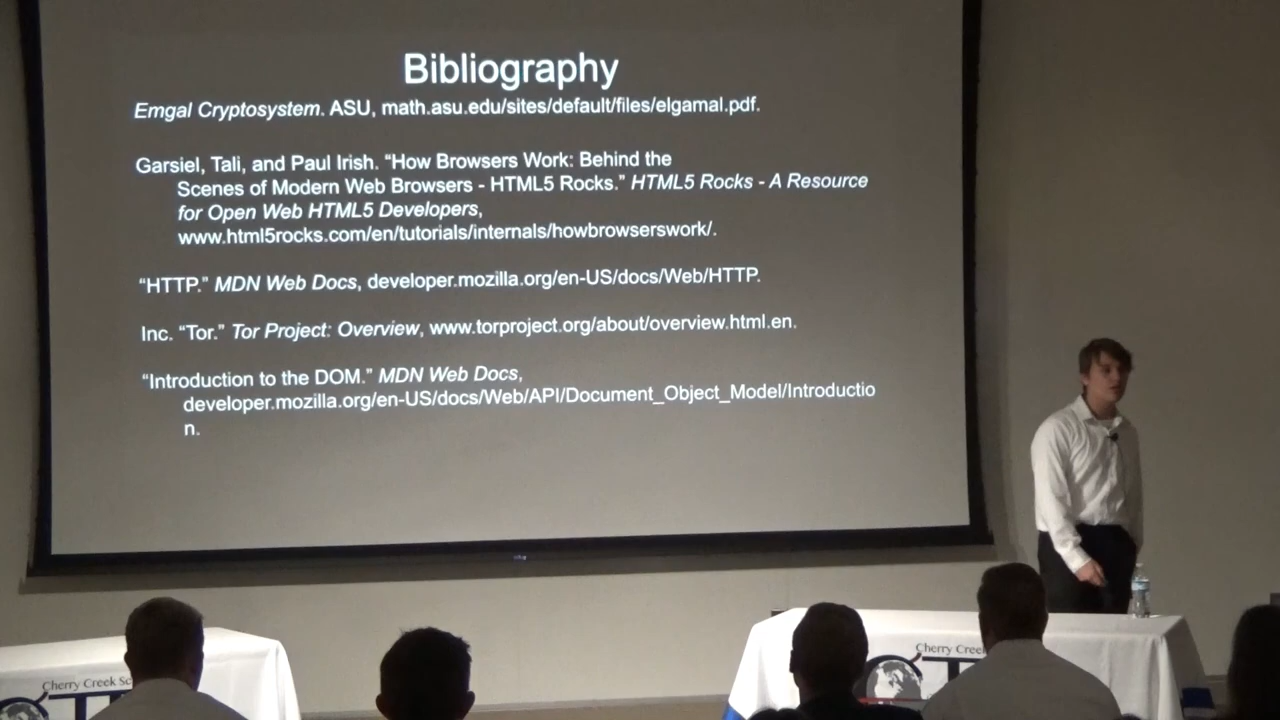 Bibliography
Emgal Cryptosystem. ASU, math.asu.edu/sites/default/files/elgamal.pdf.
Garsiel, Tali, and Paul Irish. “How Browsers Work: Behind the
Scenes of Modern Web Browsers - HTML5 Rocks.” HTML5 Rocks - A Resource
for Open Web HTML5 Developers,
www.html5rocks.com/en/tutorials/internals/howbrowserswork/.
“HTTP.” MDN Web Docs, developer.mozilla.org/en-US/docs/Web/HTTP.
Inc. “Tor.” Tor Project: Overview, www.torproject.org/about/overview.html.en.
“Introduction to the DOM.” MDN Web Docs,
developer.mozilla.org/en-US/docs/Web/API/Document_Object_Model/Introductio
n.
Cherry Creek Sc
Cherry Cree